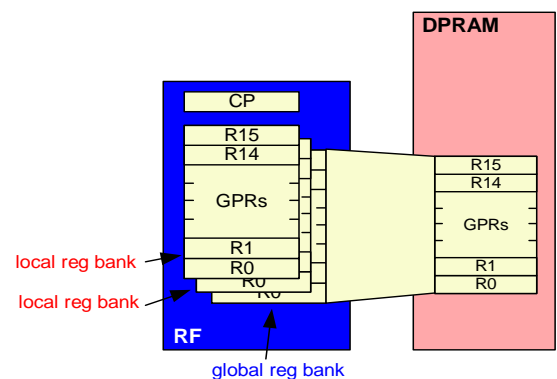 DPRAM
CP
R15
R14
GPRs
R1
R0
R0
R0
R15
R14
GPRs
R1
R0
local reg bank
local reg bank
RF
global reg bank